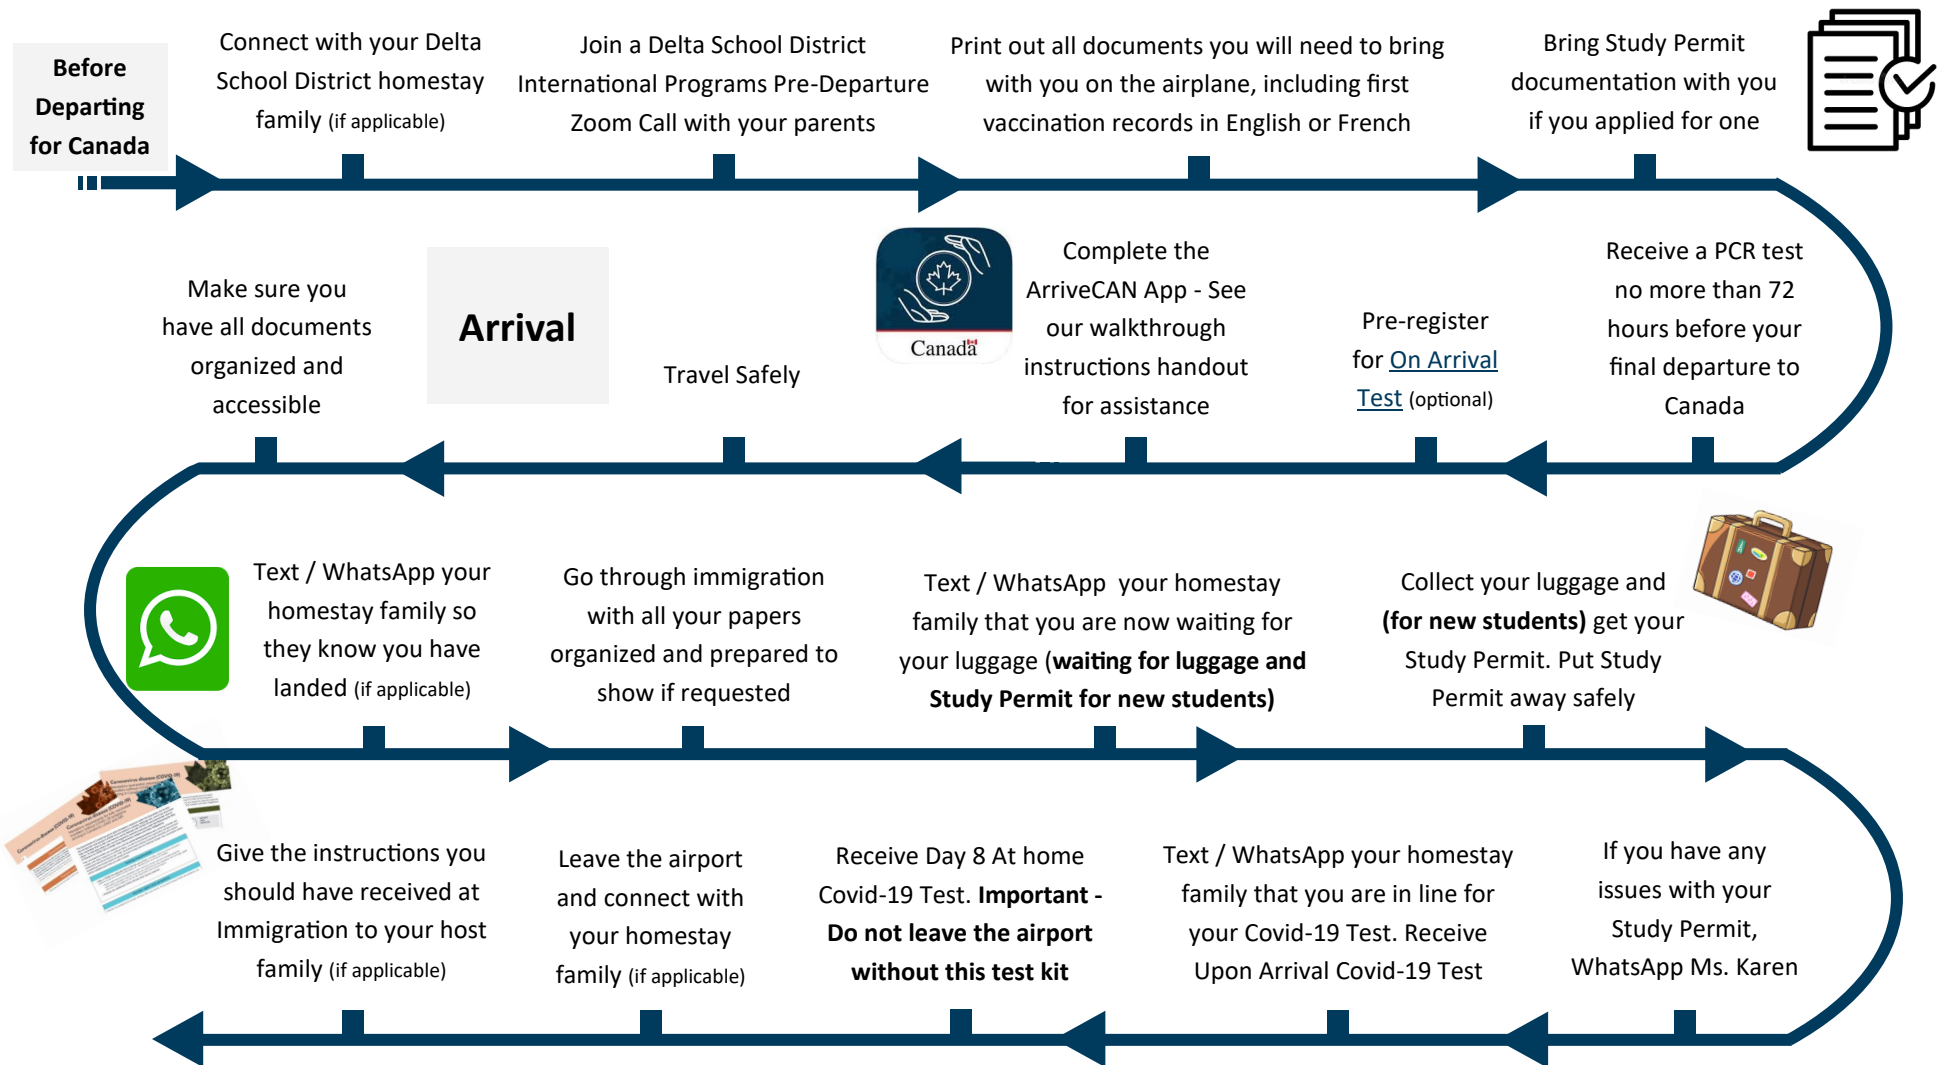 Before
Departing
for Canada
Connect with your Delta
School District homestay
family (if applicable)
Join a Delta School District
International Programs Pre-Departure
Zoom Call with your parents
Print out all documents you will need to bring
with you on the airplane, including first
vaccination records in English or French
Bring Study Permit
documentation with you
if you applied for one
Receive a PCR test
no more than 72
hours before your
final departure to
Canada
Pre-register
for On Arrival
Test (optional)
Complete the
ArriveCAN App - See
our walkthrough
instructions handout
for assistance
Canada
Travel Safely
Arrival
Make sure you
have all documents
organized and
accessible
Text / WhatsApp your
homestay family so
they know you have
landed (if applicable)
Go through immigration
with all your papers
organized and prepared to
show if requested
Text / WhatsApp your homestay
family that you are now waiting for
your luggage (waiting for luggage and
Study Permit for new students)
Collect your luggage and
(for new students) get your
Study Permit. Put Study
Permit away safely
If you have any
issues with your
Study Permit,
WhatsApp Ms. Karen
Text / WhatsApp your homestay
family that you are in line for
your Covid-19 Test. Receive
Upon Arrival Covid-19 Test
Receive Day 8 At home
Covid-19 Test. Important -
Do not leave the airport
without this test kit
Leave the airport
and connect with
your homestay
family (if applicable)
Give the instructions you
should have received at
Immigration to your host
family (if applicable)
Coronavirus disease (COVID-19)
Coronavirus disease (COVID-19)
Coronavirus disease (COVID-19)